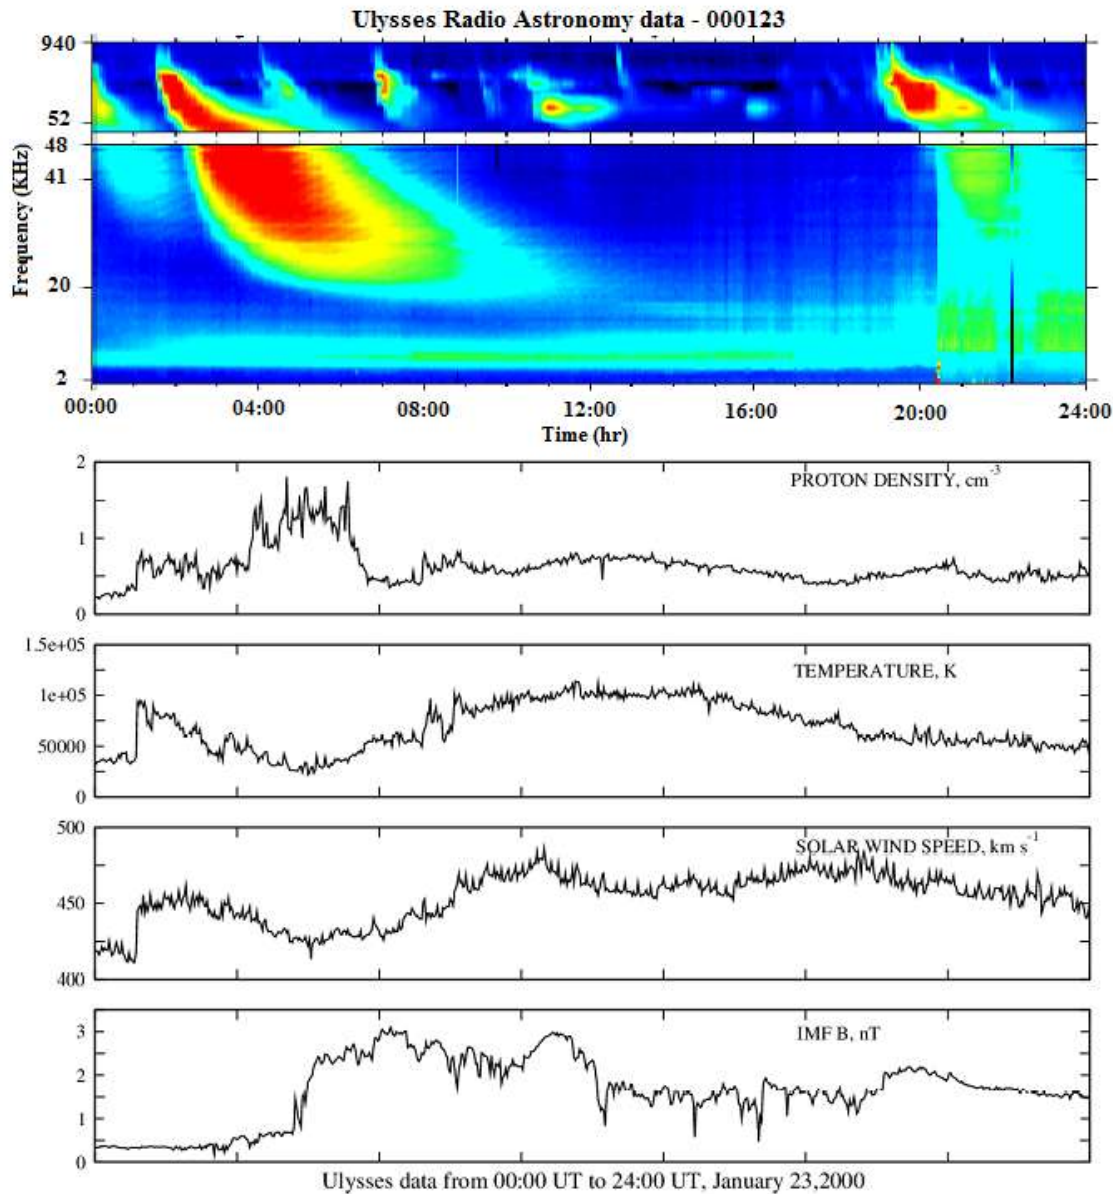 Ulysses Radio Astronomy data - 000123
940
52
48
41
20
2
Frequency (KHz)
00:00 04:00 08:00 12:00 16:00 20:00 24:00
Time (hr)
2
1
0
PROTON DENSITY, cm-3
1.5e+05
1e+05
50000
0
TEMPERATURE, K
500
450
400
SOLAR WIND SPEED, km s-1
3
2
1
0
IMF B, nT
Ulysses data from 00:00 UT to 24:00 UT, January 23,2000